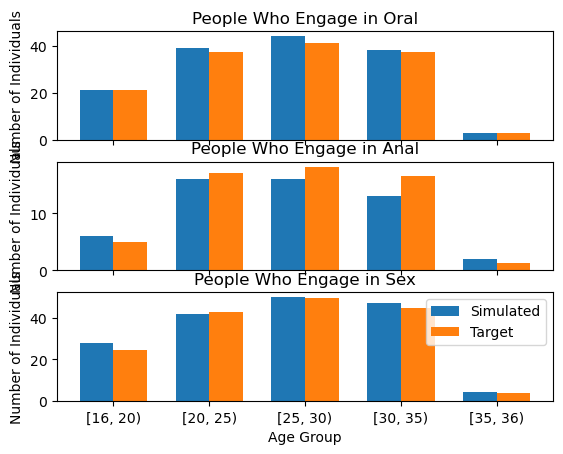 People Who Engage in Oral
Number of Individuals
40
20
0
People Who Engage in Anal
Number of Individuals
10
0
People Who Engage in Sex
Number of Individuals
40
20
0
Simulated
Target
[16, 20)
[20, 25)
[25, 30)
[30, 35)
[35, 36)
Age Group